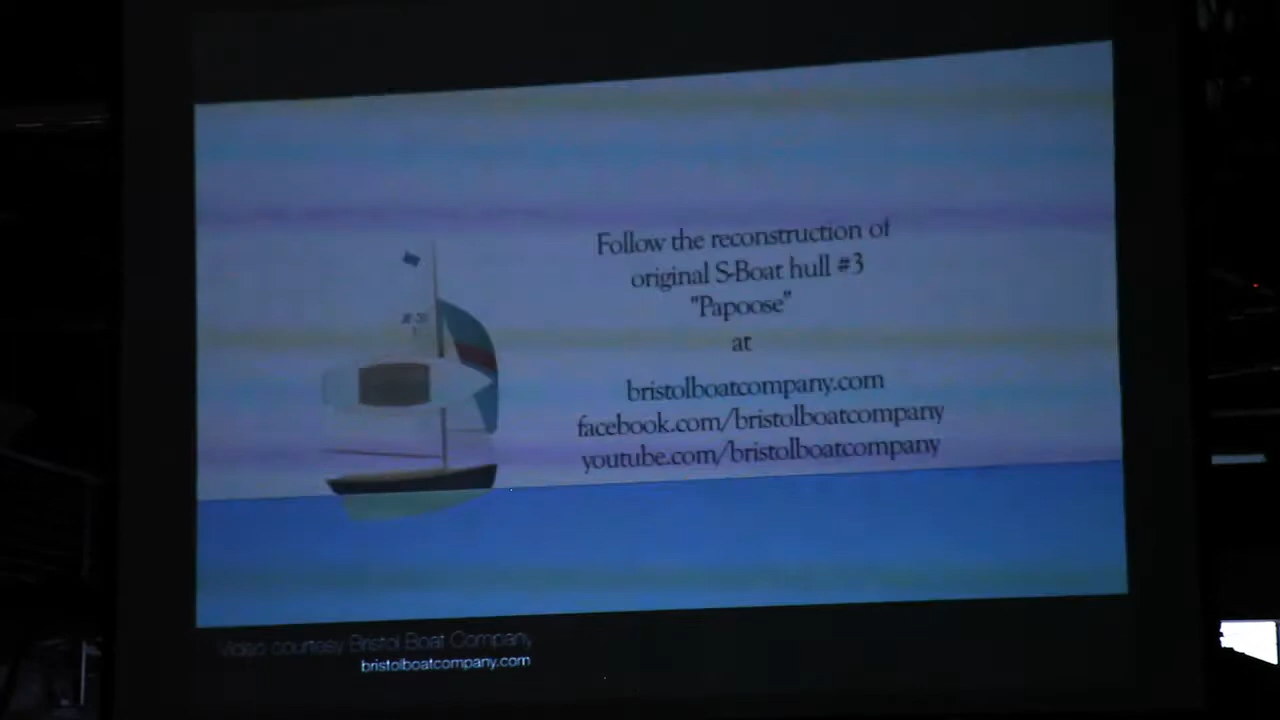 Follow the reconstruction of
original S-Boat hull #3
"Papoose"
at
bristolboatcompany.com
facebook.com/bristolboatcompany
youtube.com/bristolboatcompany
Video courtesy Bristol Boat Company
bristolboatcompany.com